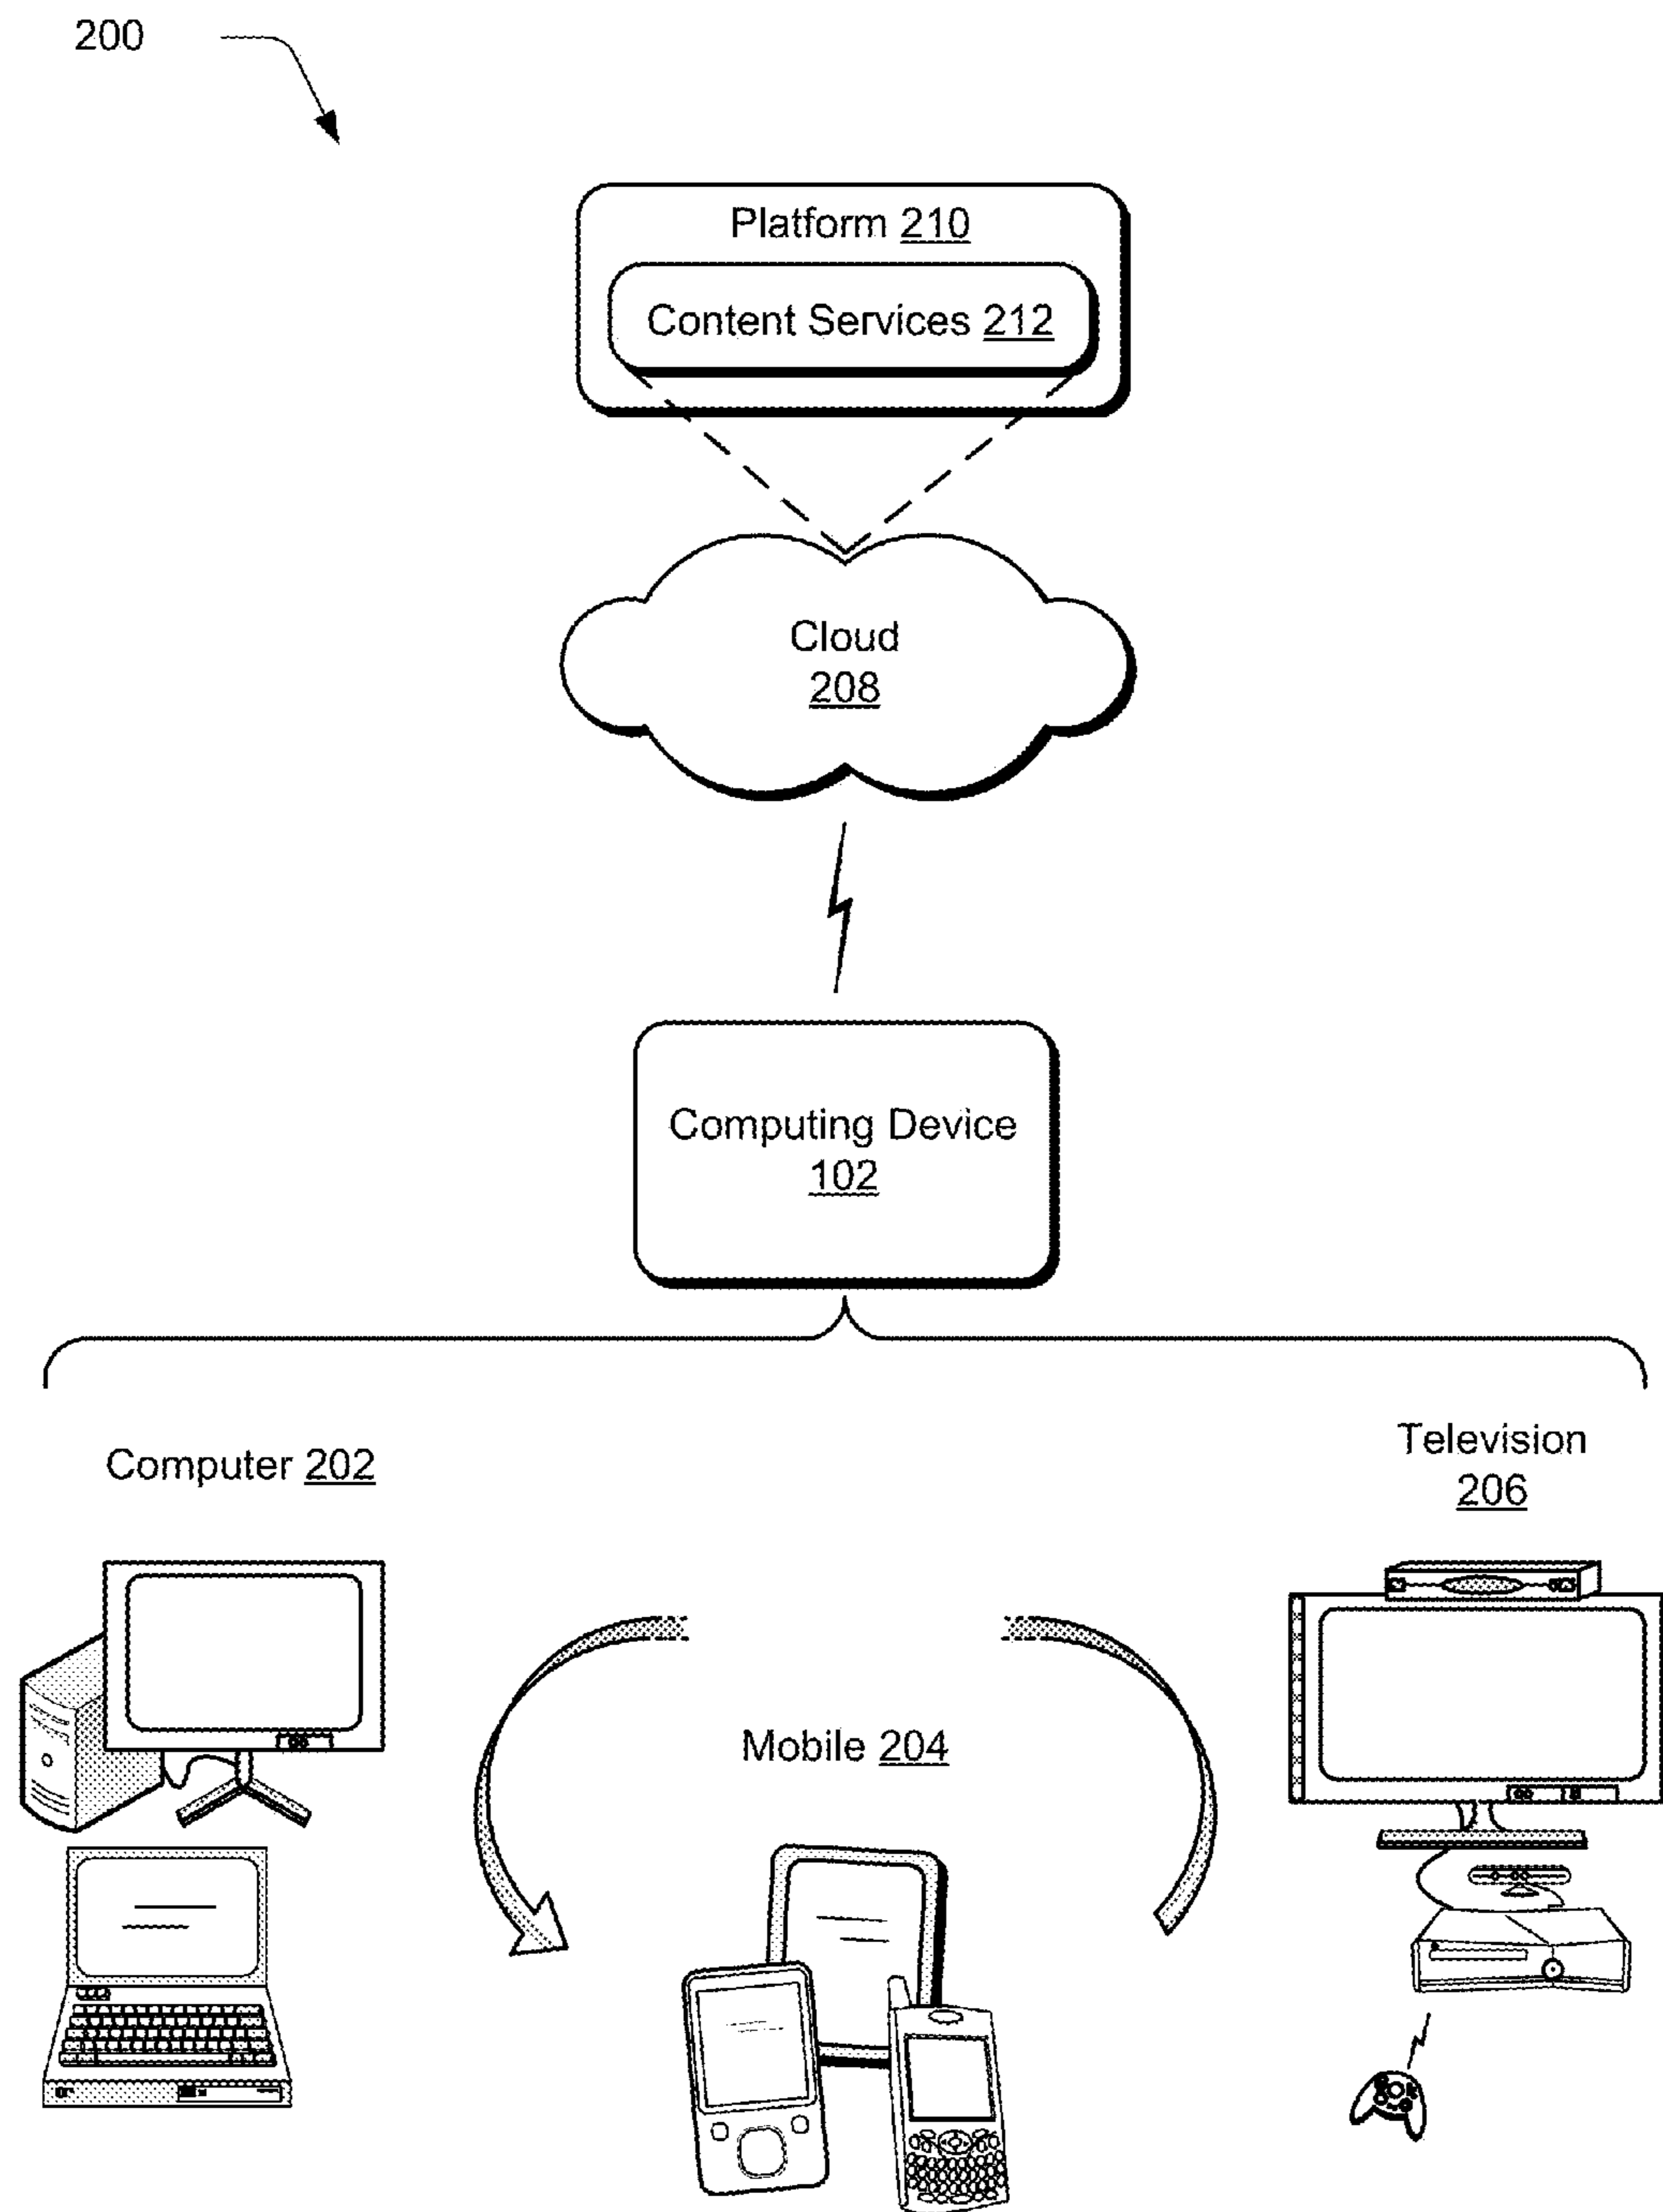 200
Platform 210
Content Services 212
Cloud
208
Computing Device
102
Computer 202
Television
206
Mobile 204